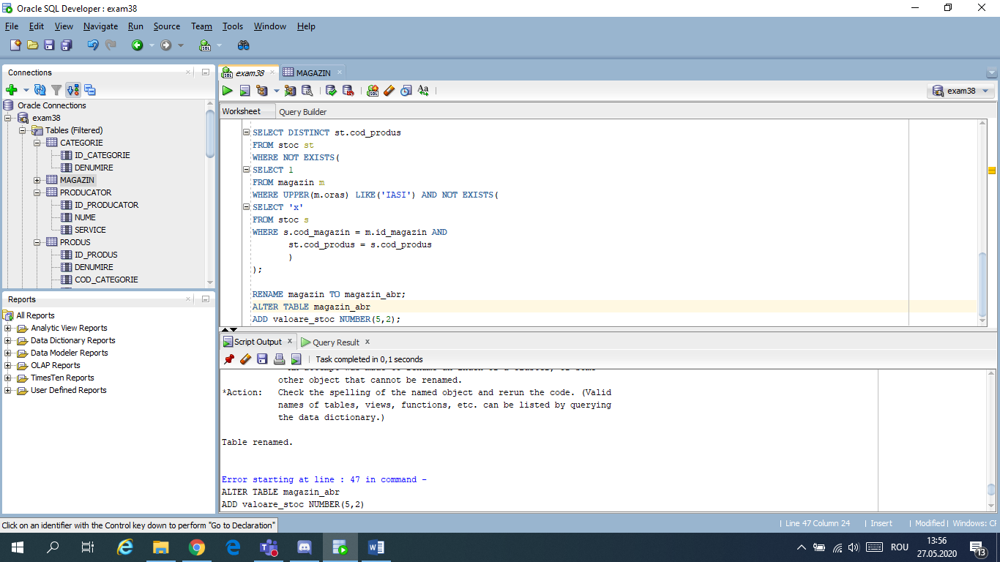 Oracle SQL Developer : exam38
File Edit View Navigate Run Source Team Tools Window Help
Connections
Oracle Connections
exam38
Tables (Filtered)
CATEGORIE
ID_CATEGORIE
DENUMIRE
MAGAZIN
PRODUCATOR
ID_PRODUCATOR
NUME
SERVICE
PRODUS
ID_PRODUS
DENUMIRE
COD_CATEGORIE
Reports
All Reports
Analytic View Reports
Data Dictionary Reports
Data Modeler Reports
OLAP Reports
TimesTen Reports
User Defined Reports
exam38 MAGAZIN
exam38
Worksheet Query Builder
SELECT DISTINCT st.cod_produs
FROM stoc st
WHERE NOT EXISTS(
SELECT 1
FROM magazin m
WHERE UPPER(m.oras) LIKE('IASI') AND NOT EXISTS(
SELECT 'x'
FROM stoc s
WHERE s.cod_magazin = m.id_magazin AND
st.cod_produs = s.cod_produs
)
);
RENAME magazin TO magazin_abr;
ALTER TABLE magazin_abr
ADD valoare_stoc NUMBER(5,2);
Script Output Query Result
Task completed in 0,1 seconds
other object that cannot be renamed.
*Action: Check the spelling of the named object and rerun the code. (Valid
names of tables, views, functions, etc. can be listed by querying
the data dictionary.)
Table renamed.
Error starting at line : 47 in command -
ALTER TABLE magazin_abr
ADD valoare_stoc NUMBER(5,2)
Click on an identifier with the Control key down to perform "Go to Declaration"
Line 47 Column 24 Insert Modified Windows: CF
ROU
13:56
27.05.2020
13